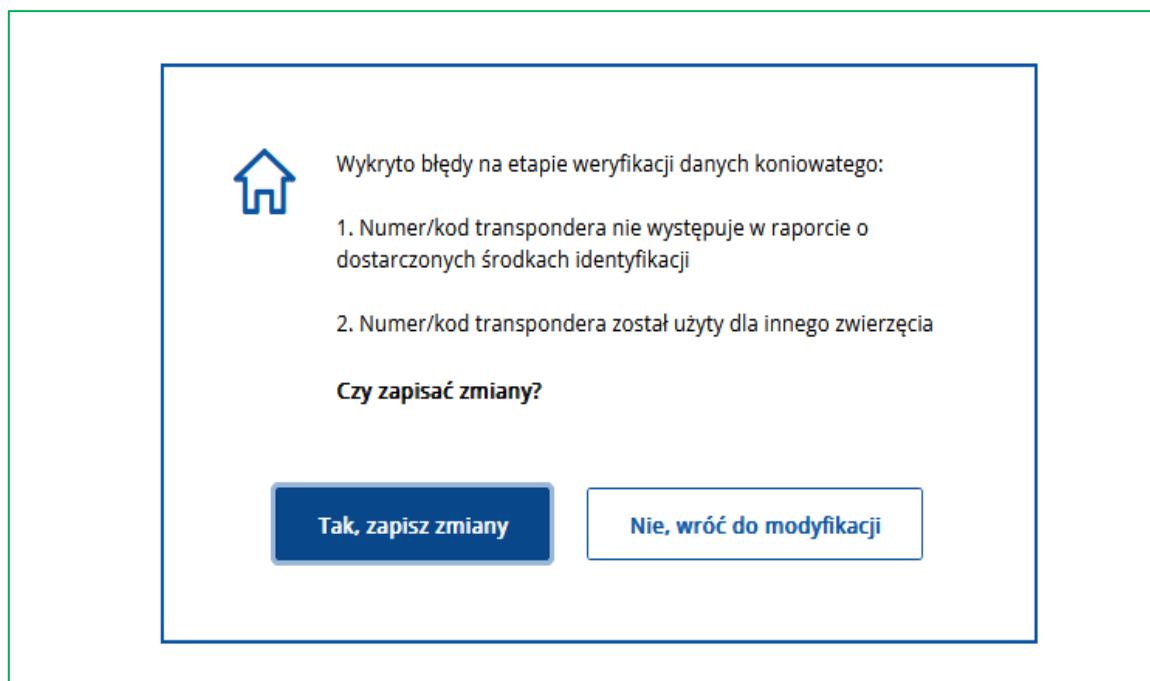 Wykryto błędy na etapie weryfikacji danych koniowatego:
1. Numer/kod transpondera nie występuje w raporcie o
dostarczonych środkach identyfikacji
2. Numer/kod transpondera został użyty dla innego zwierzęcia
Czy zapisać zmiany?
Tak, zapisz zmiany
Nie, wróć do modyfikacji